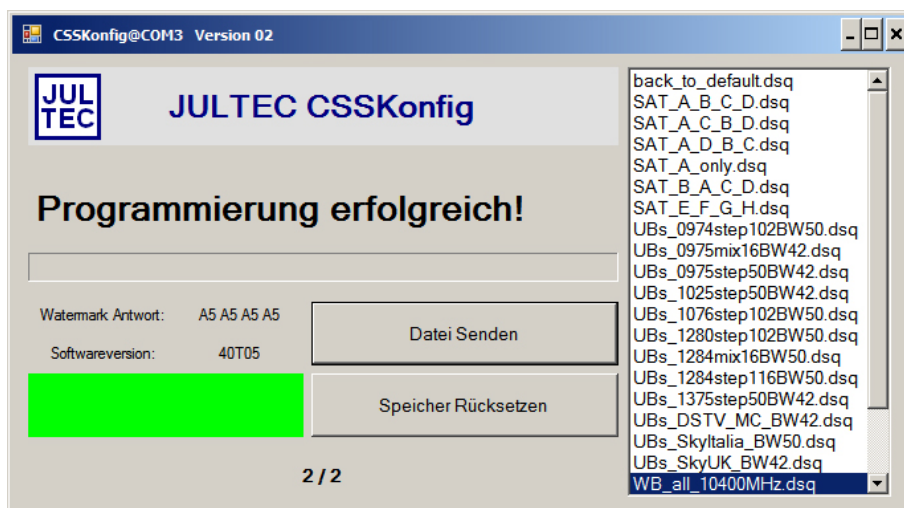 CSSKonfig@COM3 Version 02
JUL
TEC
JULTEC CSSKonfig
Programmierung erfolgreich!
Watermark Antwort: A5 A5 A5 A5
Softwareversion: 40T05
Datei Senden
Speicher Rücksetzen
2 / 2
back_to_default.dsq
SAT_A_B_C_D.dsq
SAT_A_C_B_D.dsq
SAT_A_D_B_C.dsq
SAT_A_only.dsq
SAT_B_A_C_D.dsq
SAT_E_F_G_H.dsq
UBs_0974step102BW50.dsq
UBs_0975mix16BW42.dsq
UBs_0975step50BW42.dsq
UBs_1025step50BW42.dsq
UBs_1076step102BW50.dsq
UBs_1280step102BW50.dsq
UBs_1284mix16BW50.dsq
UBs_1284step116BW50.dsq
UBs_1375step50BW42.dsq
UBs_DSTV_MC_BW42.dsq
UBs_SkyItalia_BW50.dsq
UBs_SkyUK_BW42.dsq
WB_all_10400MHz.dsq